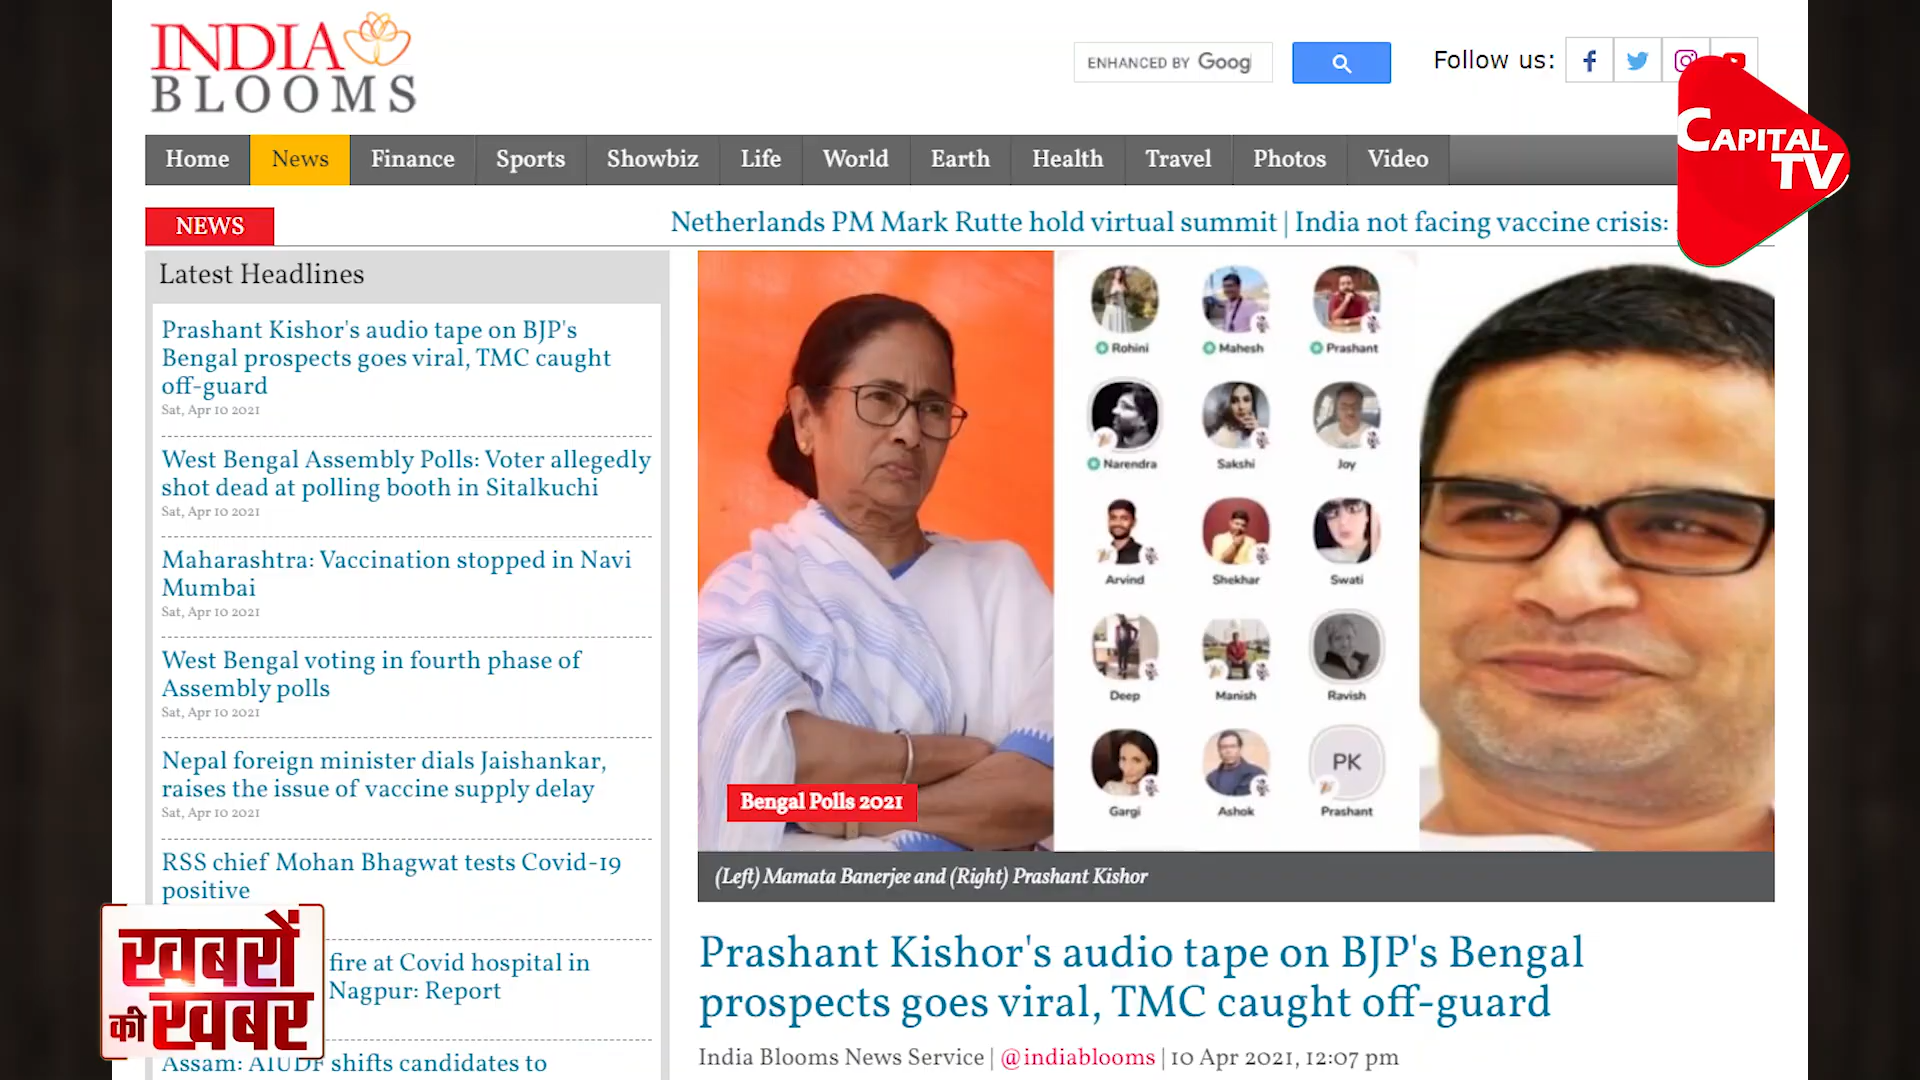 INDIA
BLOOMS
ENHANCED BY Goog
Follow us:
CAPITAL
TV
Home
News
Finance
Sports
Showbiz
Life
World
Earth
Health
Travel
Photos
Video
NEWS
Netherlands PM Mark Rutte hold virtual summit | India not facing vaccine crisis:
Latest Headlines
Prashant Kishor's audio tape on BJP's
Bengal prospects goes viral, TMC caught
off-guard
Sat, Apr 10 2021
West Bengal Assembly Polls: Voter allegedly
shot dead at polling booth in Sitalkuchi
Sat, Apr 10 2021
Maharashtra: Vaccination stopped in Navi
Mumbai
Sat, Apr 10 2021
West Bengal voting in fourth phase of
Assembly polls
Sat, Apr 10 2021
Nepal foreign minister dials Jaishankar,
raises the issue of vaccine supply delay
Sat, Apr 10 2021
RSS chief Mohan Bhagwat tests Covid-19
positive
fire at Covid hospital in
Nagpur: Report
Assam: AIUDF shifts candidates to
खबरों
की खबर
Rohini
Mahesh
Prashant
Narendra
Sakshi
Joy
Arvind
Shekhar
Swati
Deep
Manish
Ravish
PK
Gargi
Ashok
Prashant
Bengal Polls 2021
(Left) Mamata Banerjee and (Right) Prashant Kishor
Prashant Kishor's audio tape on BJP's Bengal
prospects goes viral, TMC caught off-guard
India Blooms News Service | @indiablooms | 10 Apr 2021, 12:07 pm